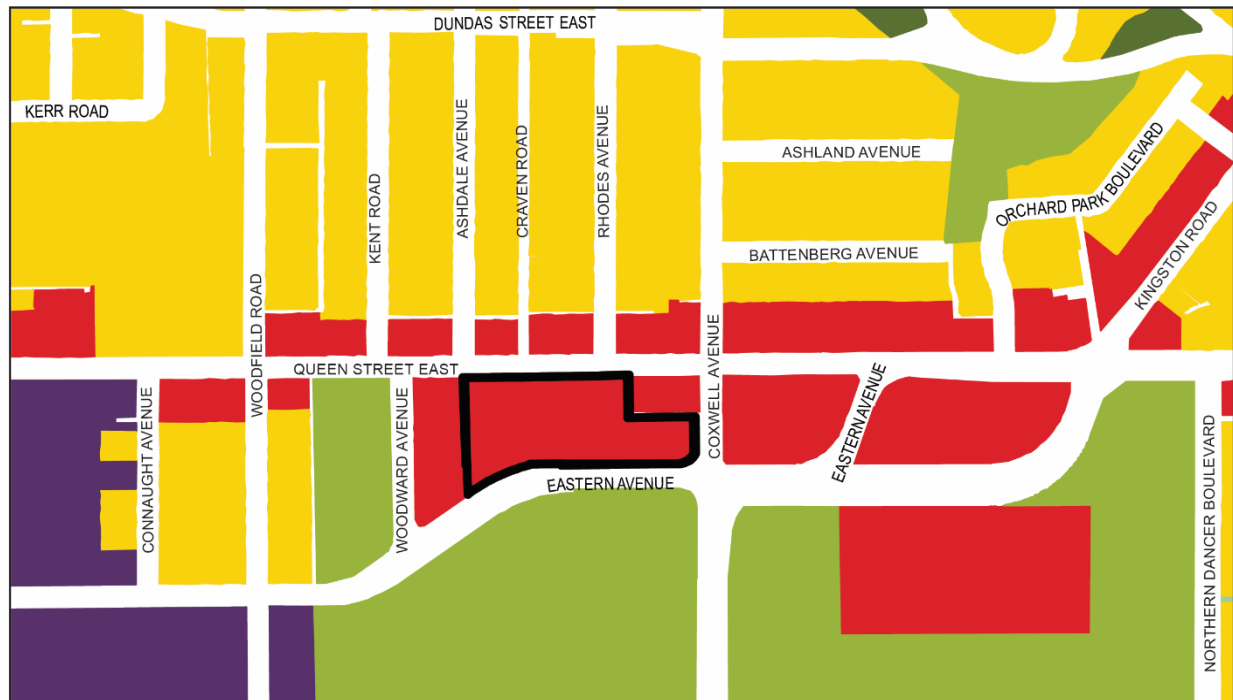 DUNDAS STREET EAST
KERR ROAD
ASHLAND AVENUE
ORCHARD PARK BOULEVARD
KENT ROAD
ASHDALE AVENUE
CRAVEN ROAD
RHODES AVENUE
BATTENBERG AVENUE
KINGSTON ROAD
WOODFIELD ROAD
QUEEN STREET EAST
COXWELL AVENUE
EASTERN AVENUE
CONNAUGHT AVENUE
WOODWARD AVENUE
EASTERN AVENUE
NORTHERN DANCER BOULEVARD